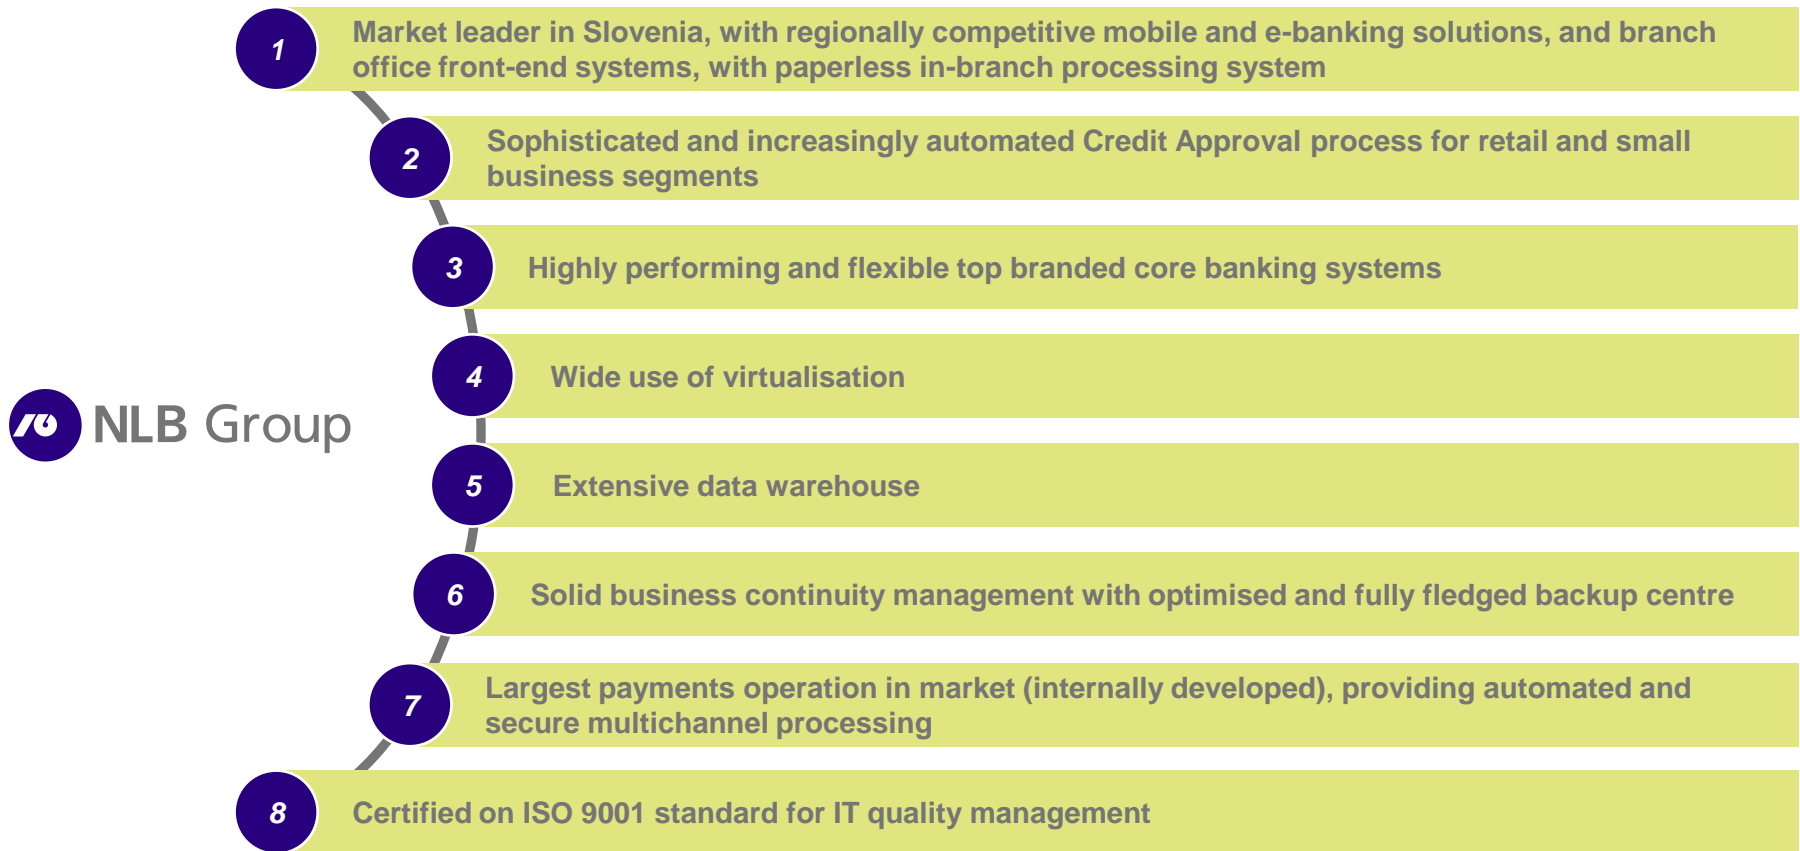 1
Market leader in Slovenia, with regionally competitive mobile and e-banking solutions, and branch
office front-end systems, with paperless in-branch processing system
2
Sophisticated and increasingly automated Credit Approval process for retail and small
business segments
3
Highly performing and flexible top branded core banking systems
4
Wide use of virtualisation
NLB Group
5
Extensive data warehouse
6
Solid business continuity management with optimised and fully fledged backup centre
7
Largest payments operation in market (internally developed), providing automated and
secure multichannel processing
8
Certified on ISO 9001 standard for IT quality management